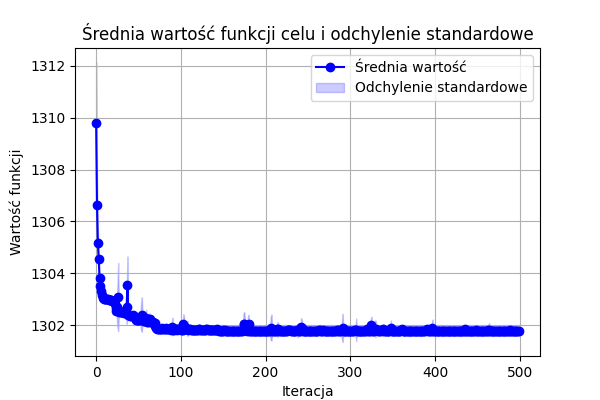 Średnia wartość funkcji celu i odchylenie standardowe
Średnia wartość
Odchylenie standardowe
Wartość funkcji
1312
1310
1308
1306
1304
1302
0 100 200 300 400 500
Iteracja